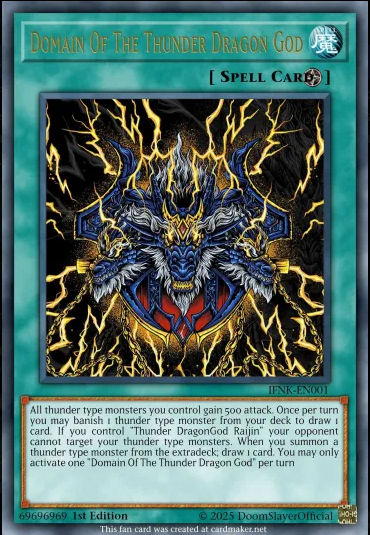 Domain Of The Thunder Dragon God
魔
[ Spell Card ]
IFNK-EN001
All thunder type monsters you control gain 500 attack. Once per turn
you may banish 1 thunder type monster from your deck to draw 1
card. If you control "Thunder DragonGod Raijin" your opponent
cannot target your thunder type monsters. When you summon a
thunder type monster from the extradeck; draw 1 card. You may only
activate one "Domain Of The Thunder Dragon God" per turn
69696969 1st Edition © 2025 DoomSlayerOfficial
This fan card was created at cardmaker.net